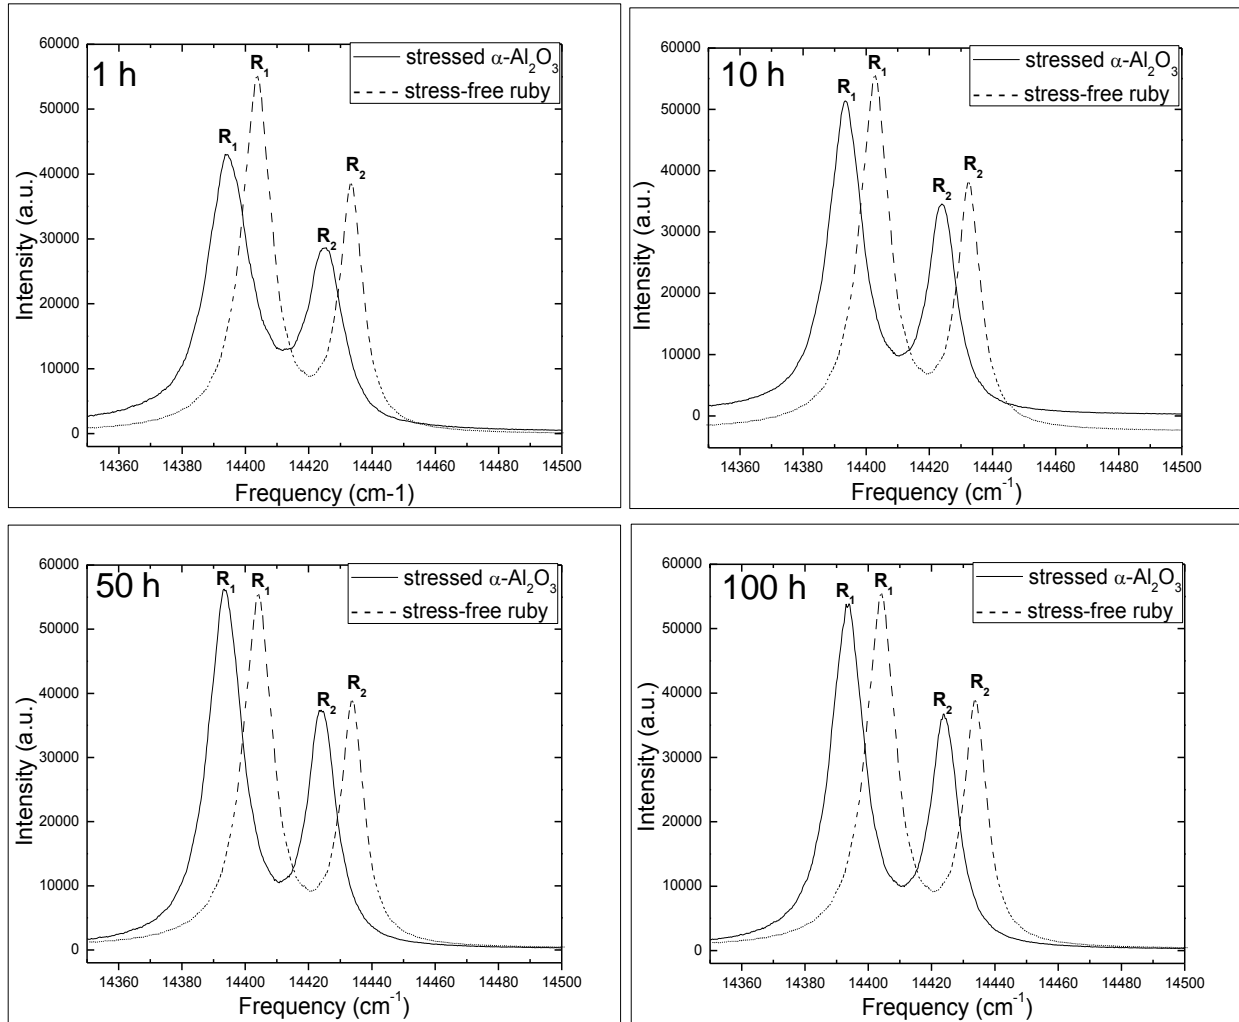 1 h
stressed α-Al₂O₃
stress-free ruby
R₁
R₁
R₂
R₂
60000
50000
40000
30000
20000
10000
0
Intensity (a.u.)
14360 14380 14400 14420 14440 14460 14480 14500
Frequency (cm-1)
10 h
stressed α-Al₂O₃
stress-free ruby
R₁
R₁
R₂
R₂
60000
50000
40000
30000
20000
10000
0
Intensity (a.u.)
14360 14380 14400 14420 14440 14460 14480 14500
Frequency (cm⁻¹)
50 h
stressed α-Al₂O₃
stress-free ruby
R₁ R₁
R₂
R₂
60000
50000
40000
30000
20000
10000
0
Intensity (a.u.)
14360 14380 14400 14420 14440 14460 14480 14500
Frequency (cm⁻¹)
100 h
stressed α-Al₂O₃
stress-free ruby
R₁
R₁
R₂
R₂
60000
50000
40000
30000
20000
10000
0
Intensity (a.u.)
14360 14380 14400 14420 14440 14460 14480 14500
Frequency (cm⁻¹)